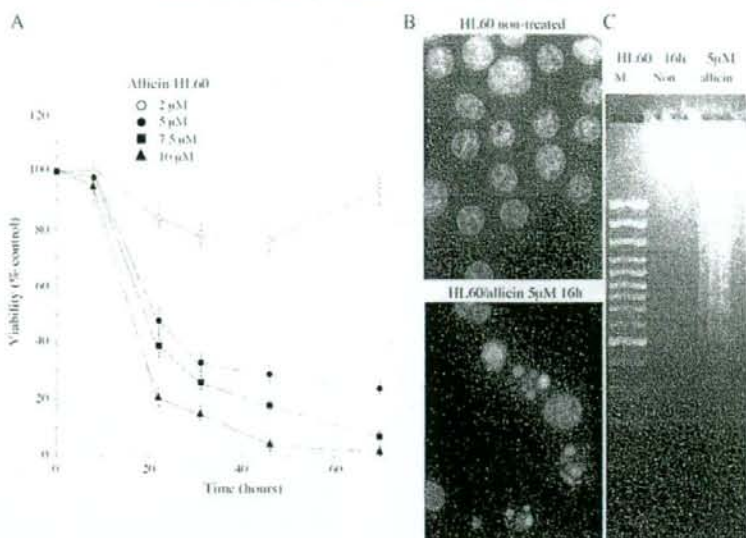 A
Allicin HL60
2 μM
5 μM
7.5 μM
10 μM
120
100
80
60
40
20
0
Viability (% control)
0
20
40
60
Time (hours)
B
HL60 non-treated
HL60/allicin 5μM 16h
C
HL60 16h 5μM
M Non allicin